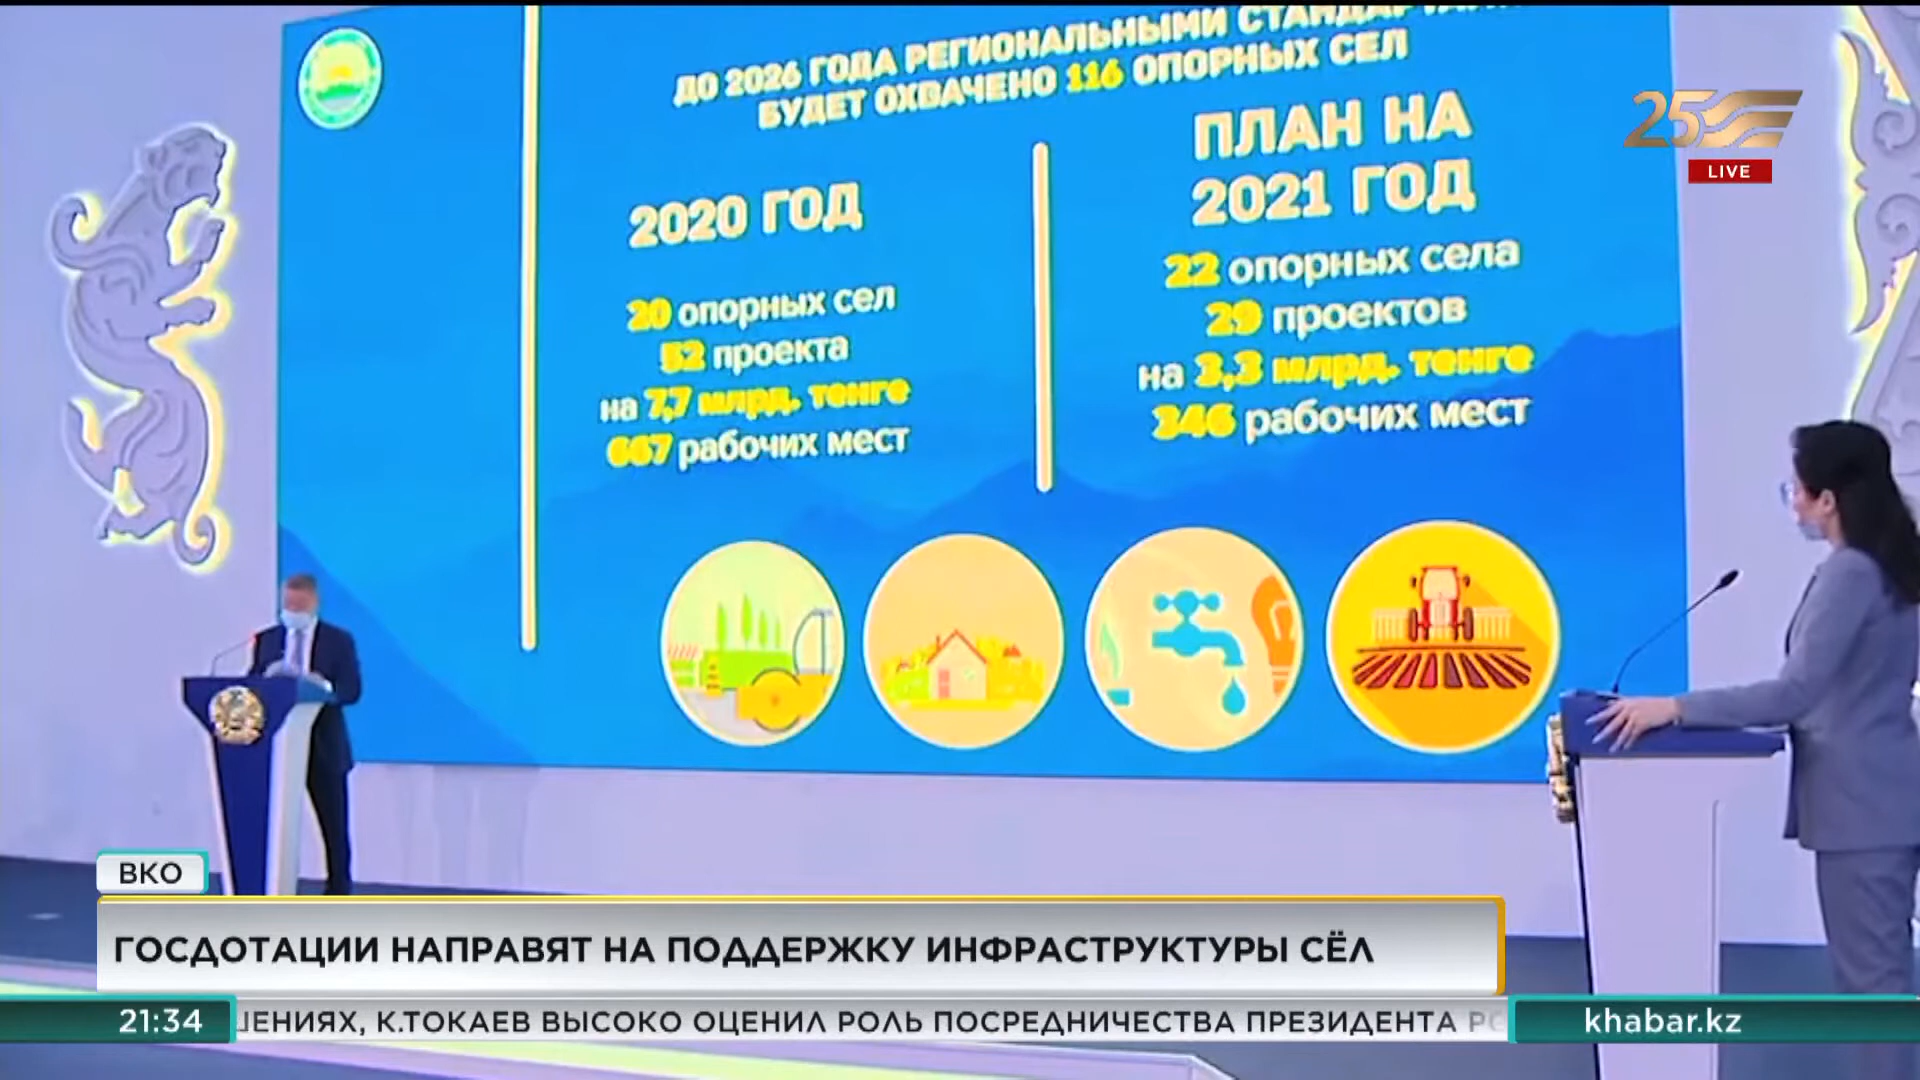 ДО 2026 ГОДА РЕГИОНАЛЬНЫМИ
БУДЕТ ОХВАЧЕНО 116 ОПОРНЫХ СЕЛ
25
LIVE
2020 ГОД
20 опорных сел
52 проекта
на 7,7 млрд. тенге
667 рабочих мест
ПЛАН НА
2021 ГОД
22 опорных села
29 проектов
на 3,3 млрд. тенге
346 рабочих мест
ВКО
ГОСДОТАЦИИ НАПРАВЯТ НА ПОДДЕРЖКУ ИНФРАСТРУКТУРЫ СЁЛ
21:34
ШЕНИЯХ, К.ТОКАЕВ ВЫСОКО ОЦЕНИЛ РОЛЬ ПОСРЕДНИЧЕСТВА ПРЕЗИДЕНТА
khabar.kz